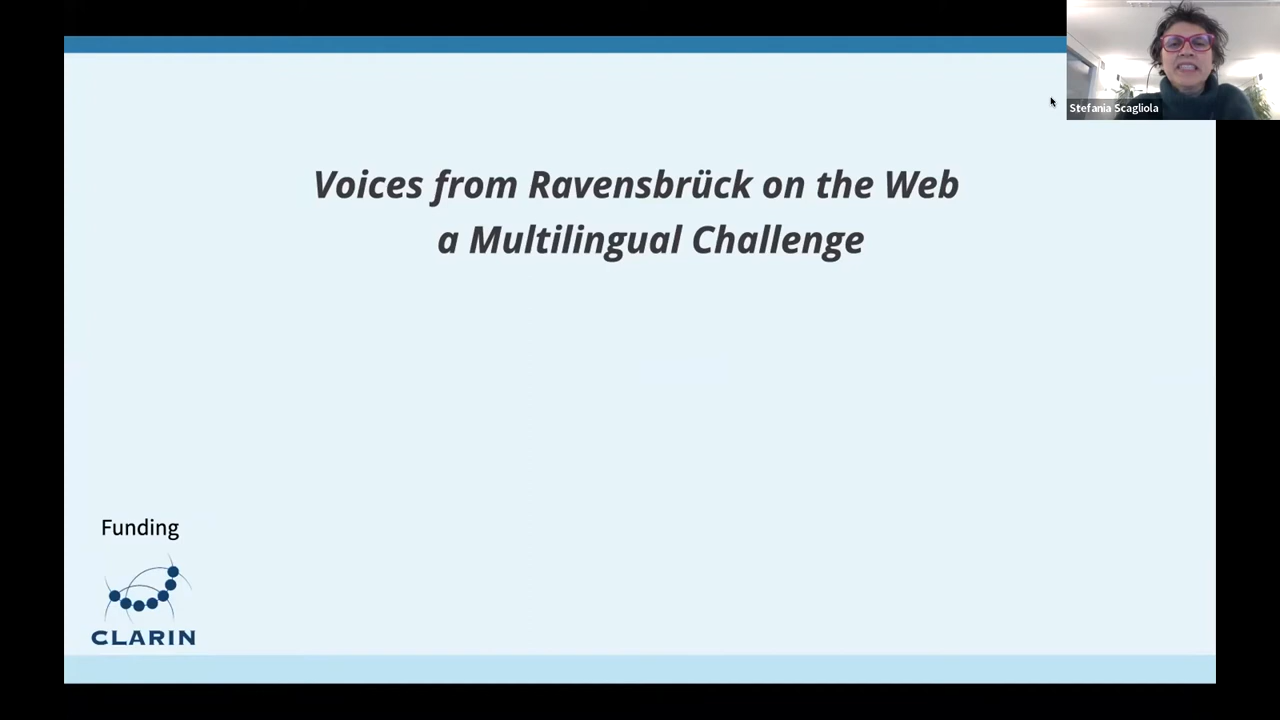 Stefania Scagliola
Voices from Ravensbrück on the Web
a Multilingual Challenge
Funding
CLARIN